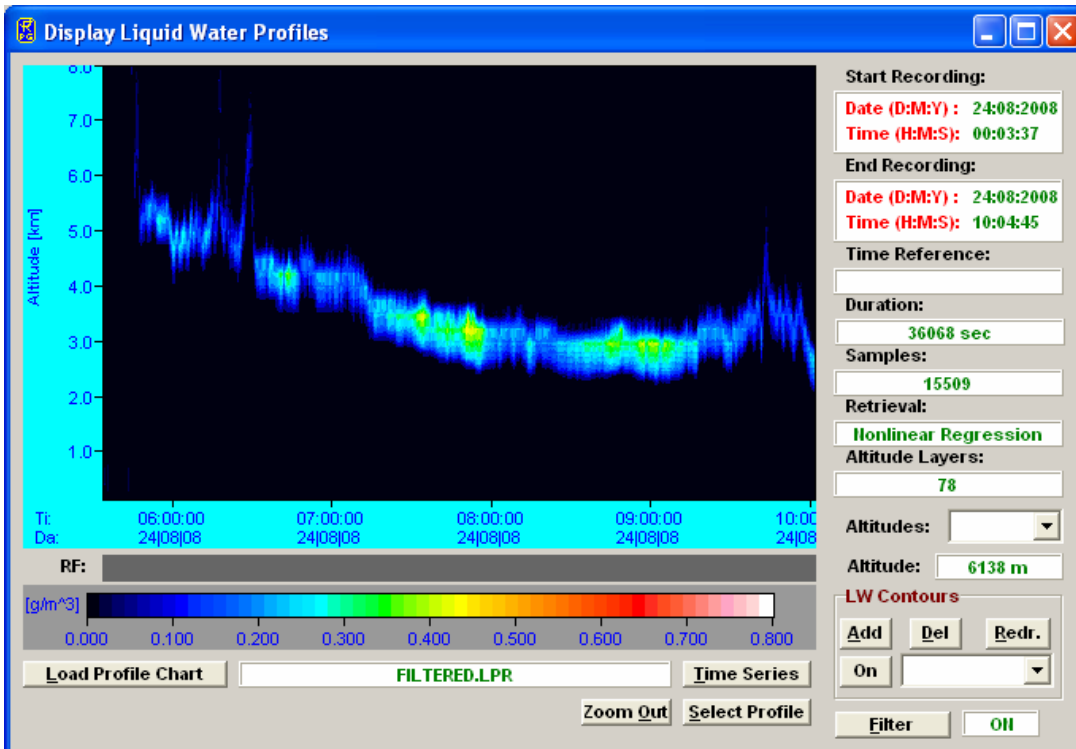 Display Liquid Water Profiles
8.0
7.0
6.0
5.0
4.0
3.0
2.0
1.0
Altitude [km]
Ti: 06:00:00 07:00:00 08:00:00 09:00:00 10:00
Da: 24|08|08 24|08|08 24|08|08 24|08|08 24|08
RF:
[g/m^3]
0.000 0.100 0.200 0.300 0.400 0.500 0.600 0.700 0.800
Load Profile Chart FILTERED.LPR Time Series
Zoom Out Select Profile
Start Recording:
Date (D:M:Y) : 24:08:2008
Time (H:M:S): 00:03:37
End Recording:
Date (D:M:Y) : 24:08:2008
Time (H:M:S): 10:04:45
Time Reference:
Duration:
36068 sec
Samples:
15509
Retrieval:
Nonlinear Regression
Altitude Layers:
78
Altitudes:
Altitude: 6138 m
LW Contours
Add Del Redr.
On
Filter ON